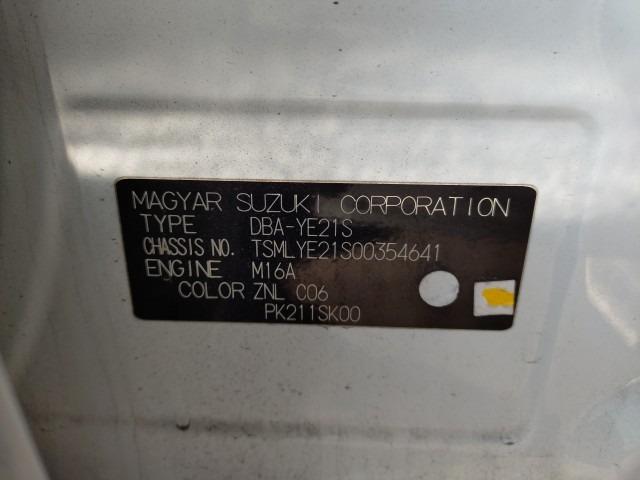 MAGYAR SUZUKI CORPORATION
TYPE DBA-YE21S
CHASSIS NO. TSMLYE21S00354641
ENGINE M16A
COLOR ZNL C06
PK211SK00